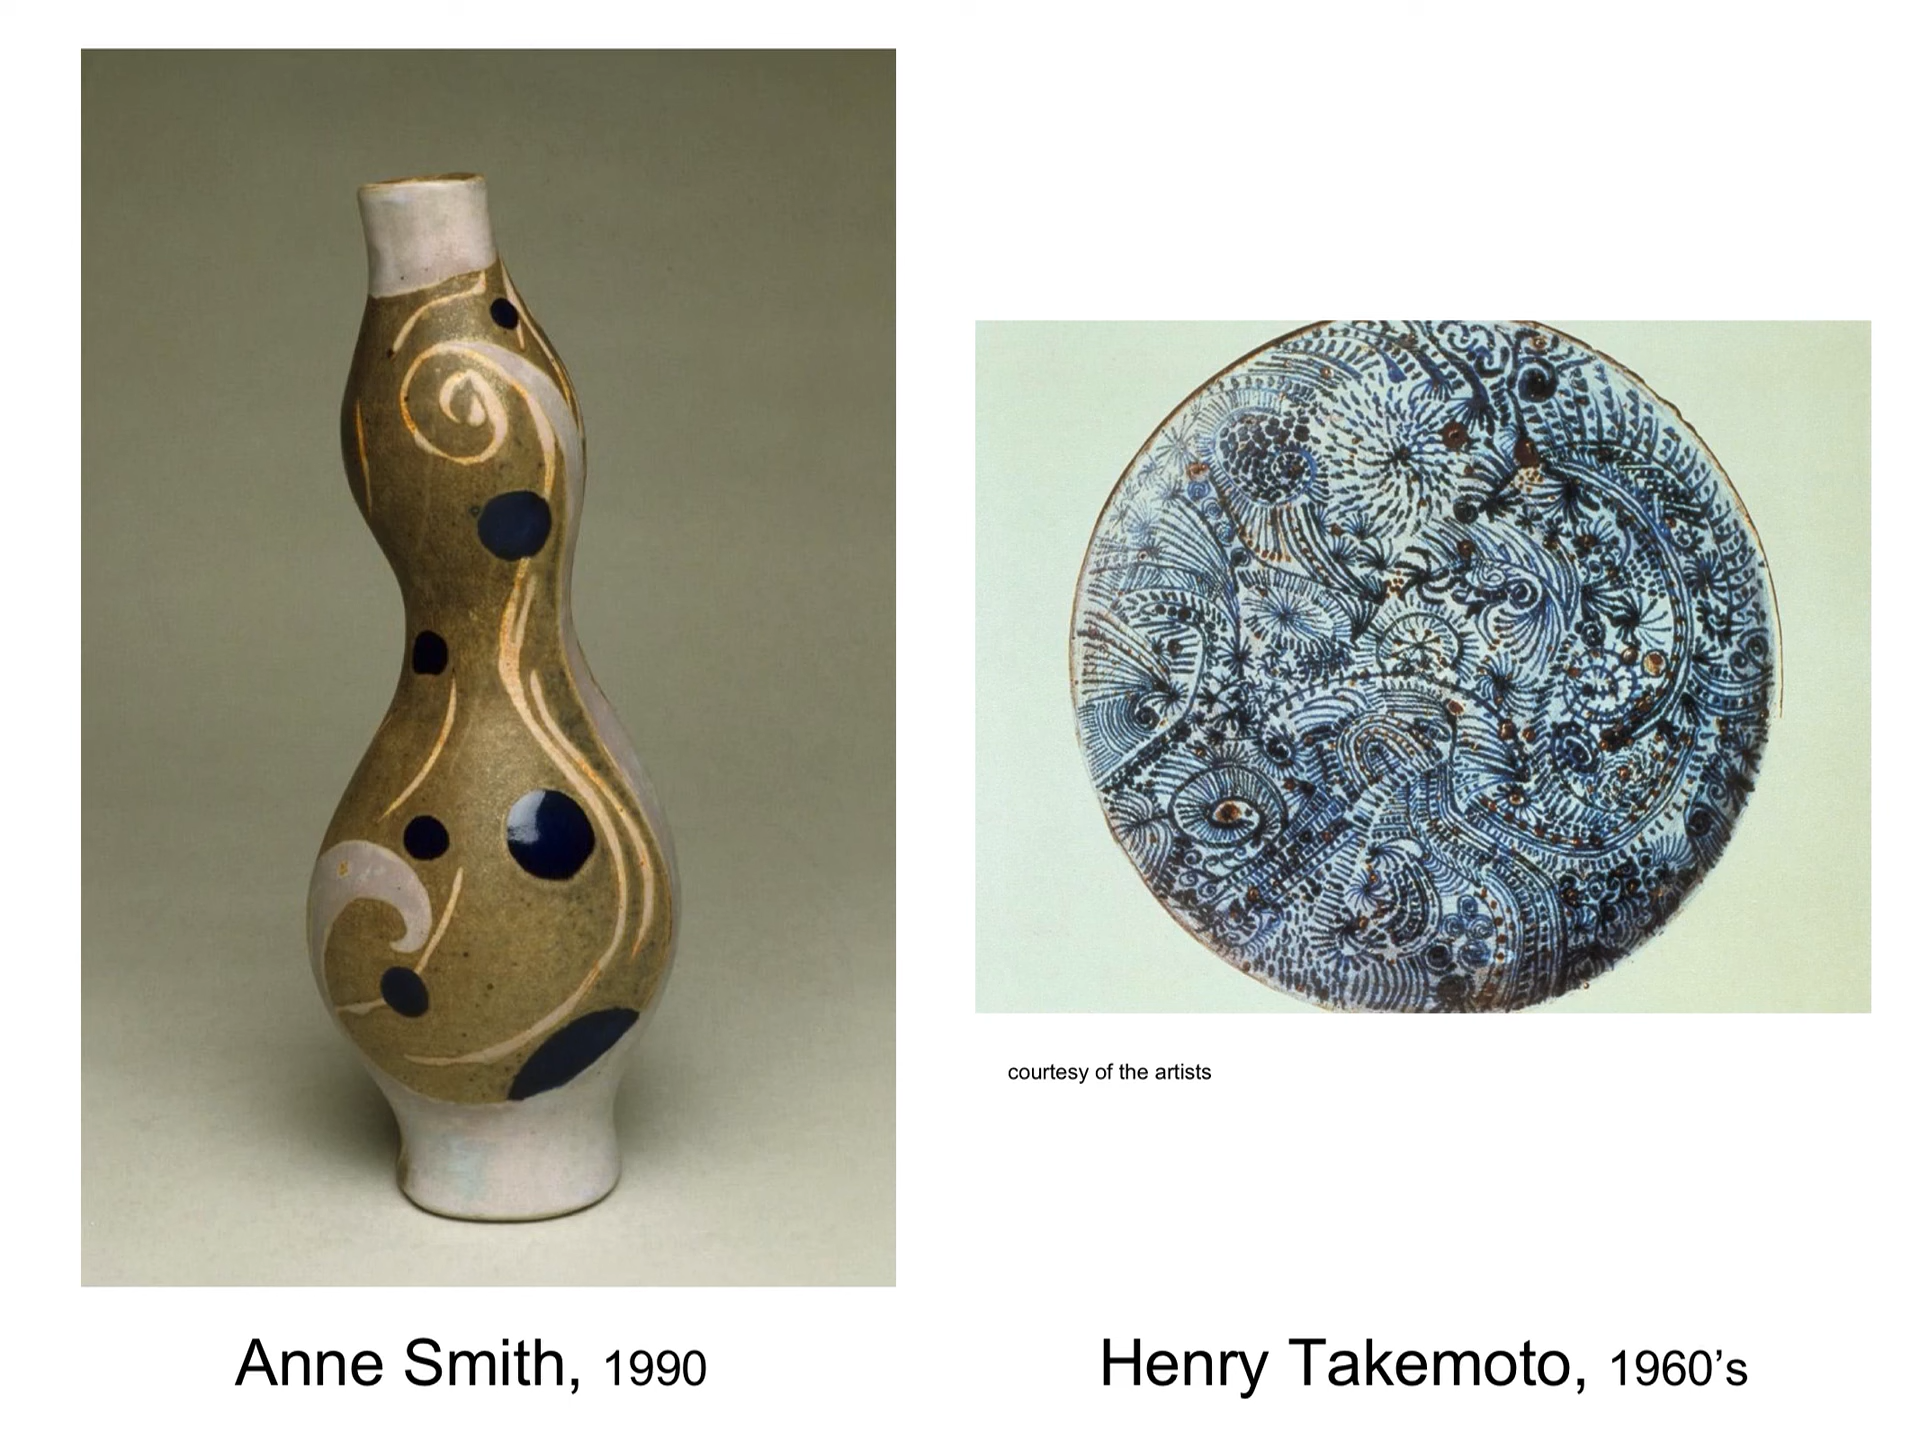 courtesy of the artists
Anne Smith, 1990
Henry Takemoto, 1960’s